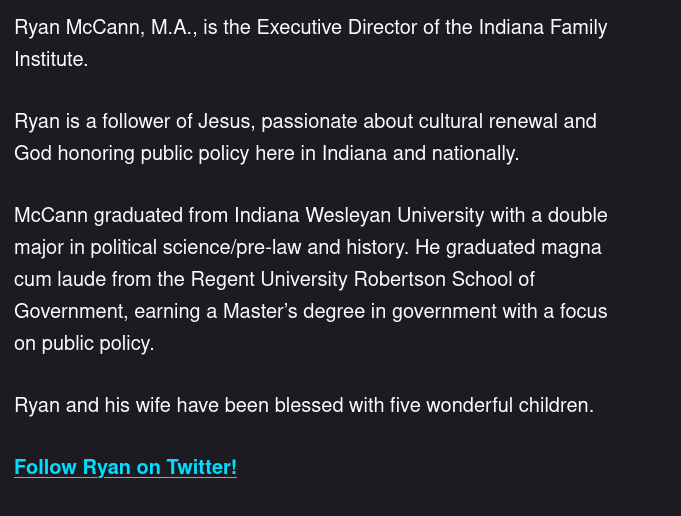 Ryan McCann, M.A., is the Executive Director of the Indiana Family
Institute.
Ryan is a follower of Jesus, passionate about cultural renewal and
God honoring public policy here in Indiana and nationally.
McCann graduated from Indiana Wesleyan University with a double
major in political science/pre-law and history. He graduated magna
cum laude from the Regent University Robertson School of
Government, earning a Master’s degree in government with a focus
on public policy.
Ryan and his wife have been blessed with five wonderful children.
Follow Ryan on Twitter!